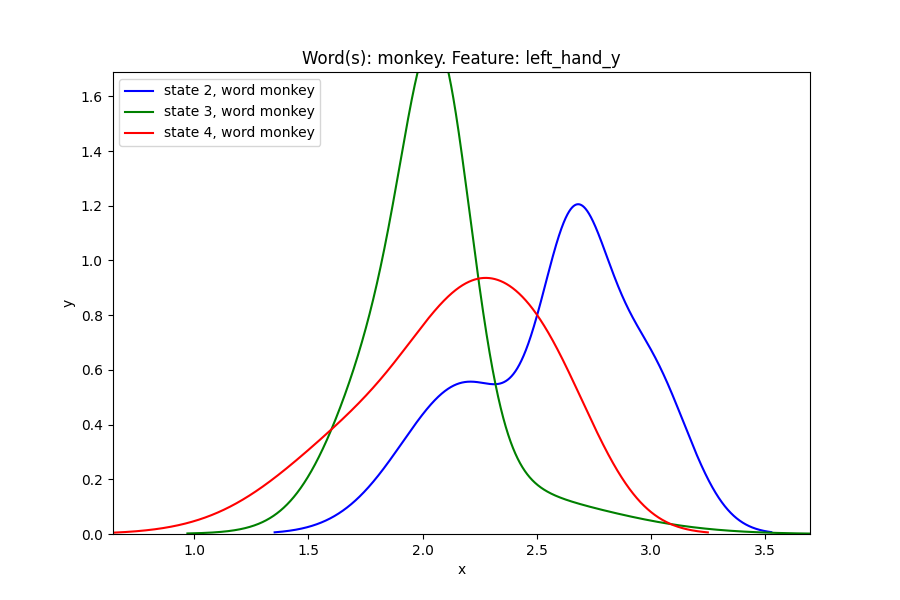 Word(s): monkey. Feature: left_hand_y
state 2, word monkey
state 3, word monkey
state 4, word monkey
1.6
1.4
1.2
1.0
0.8
0.6
0.4
0.2
0.0
y
1.0 1.5 2.0 2.5 3.0 3.5
x